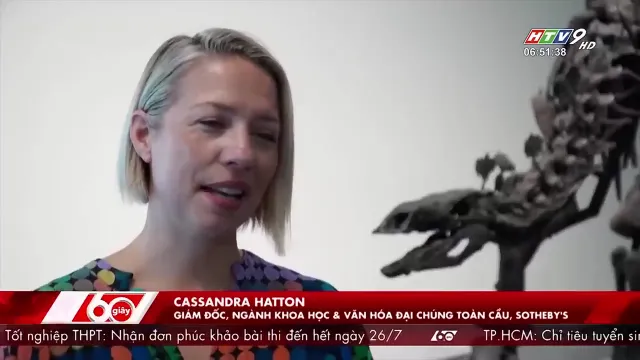 HTV9 HD
06:51:38
CASSANDRA HATTON
60 giây
GIÁM ĐỐC, NGÀNH KHOA HỌC & VĂN HÓA ĐẠI CHÚNG TOÀN CẦU, SOTHEBY'S
Tốt nghiệp THPT: Nhận đơn phúc khảo bài thi đến hết ngày 26/7 60 TP.HCM: Chỉ tiêu tuyển si